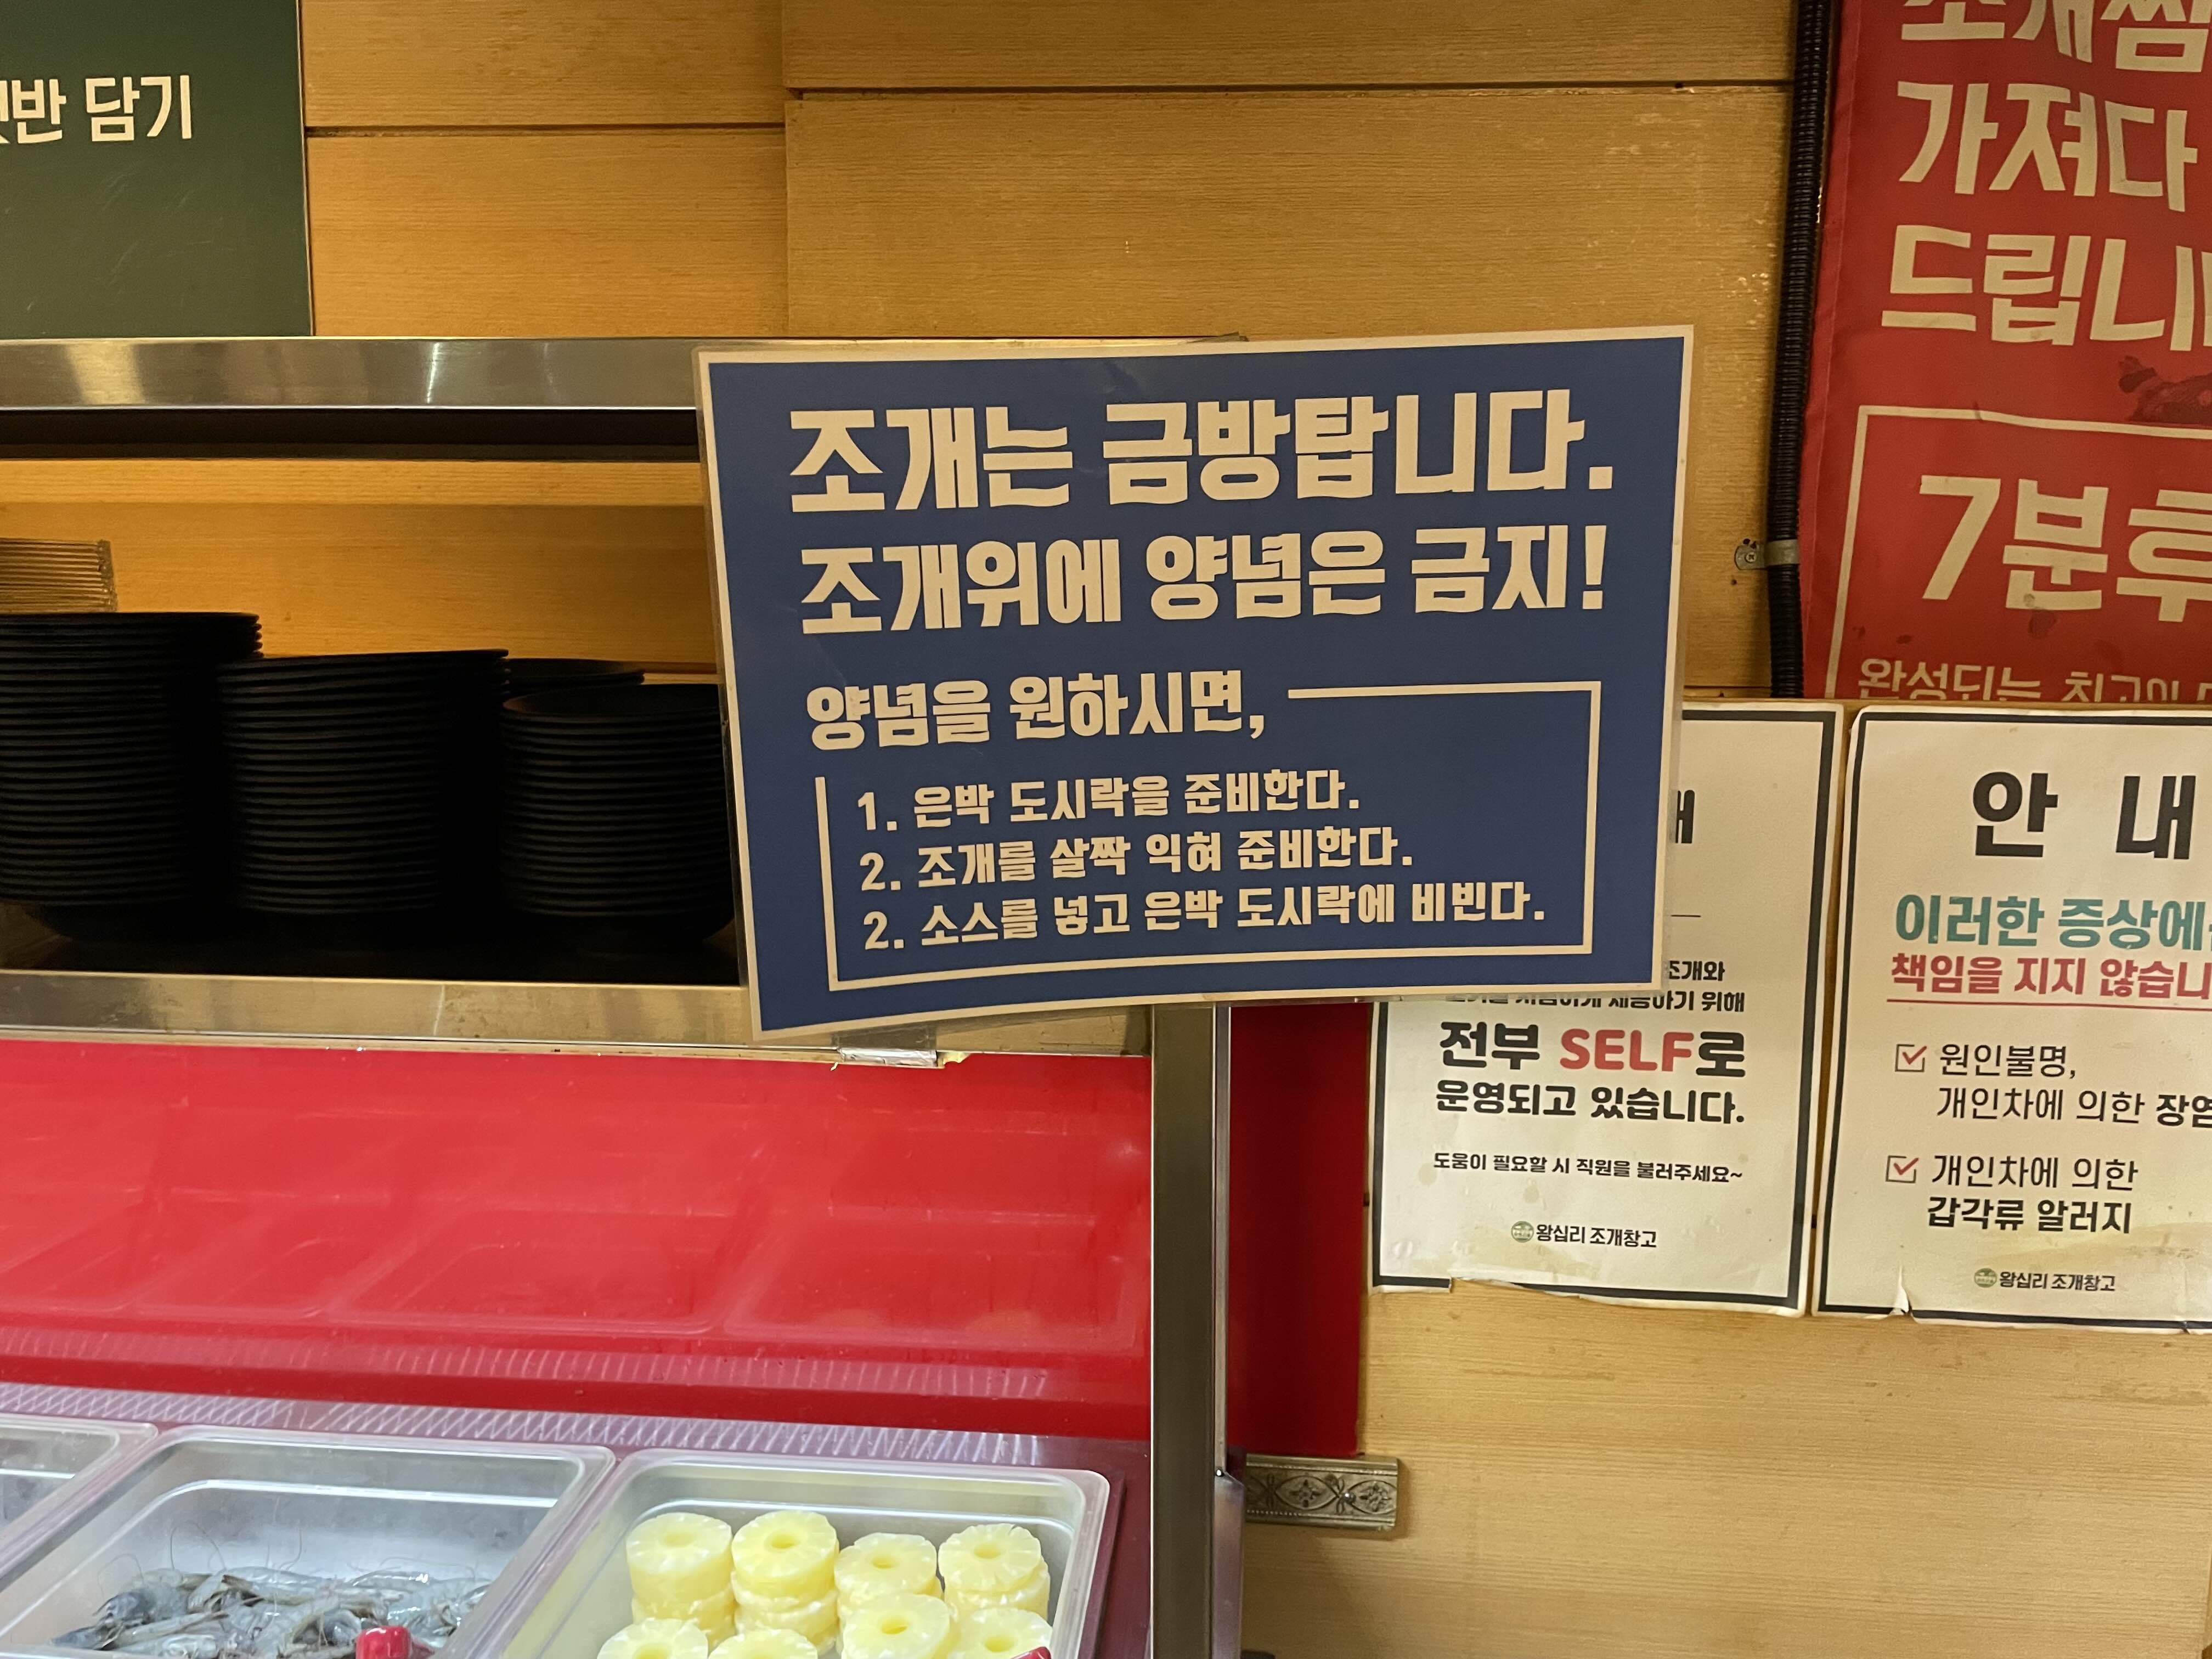 담기
가져다
조개는 금방탑니다.
조개위에 양념은 금지!
양념을 원하시면,
1. 은박 도시락을 준비한다.
2. 조개를 살짝 익혀 준비한다.
2. 소스를 넣고 은박 도시락에 비빈다.
7분후
조개와
위해
전부 SELF로
운영되고 있습니다.
도움이 필요할 시 직원을 불러주세요~
왕십리 조개창고
안 내
이러한 증상에
책임을 지지 않습니
원인불명,
개인차에 의한
개인차에 의한
갑각류 알러지
왕십리 조개창고